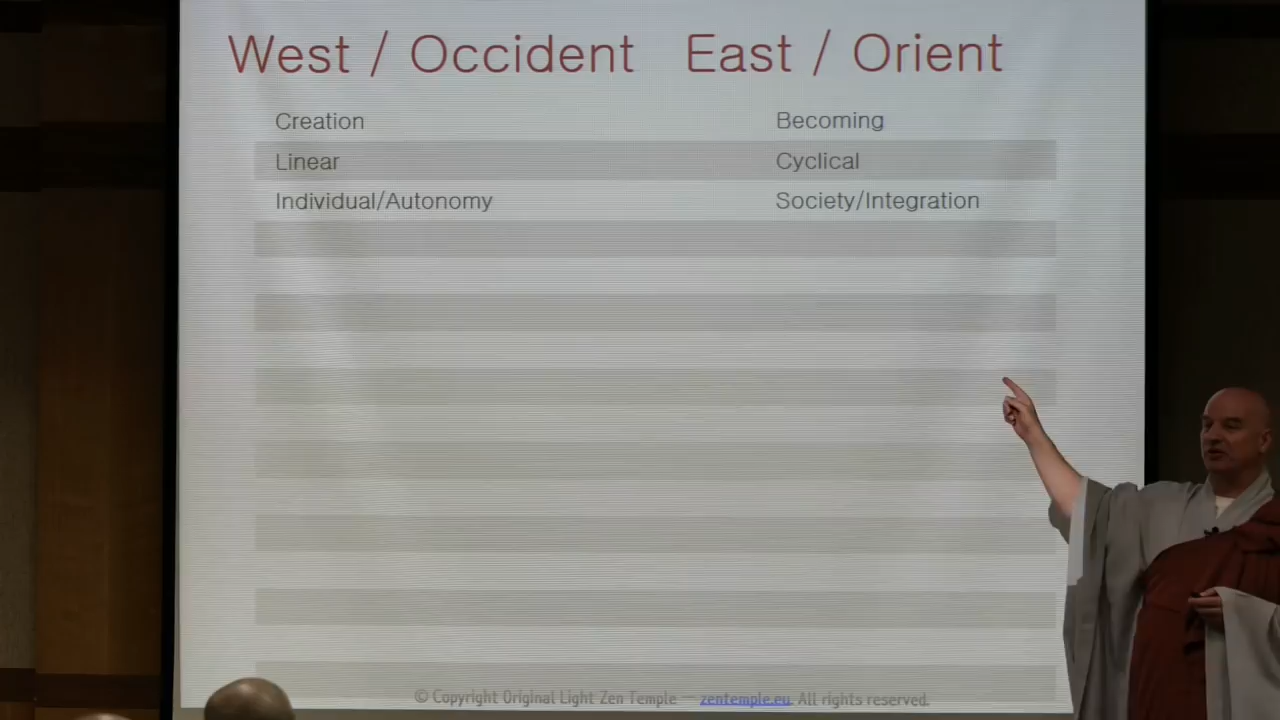 West / Occident East / Orient
Creation Becoming
Linear Cyclical
Individual/Autonomy Society/Integration
© Copyright Original Light Zen Temple — zentemple.eu. All rights reserved.